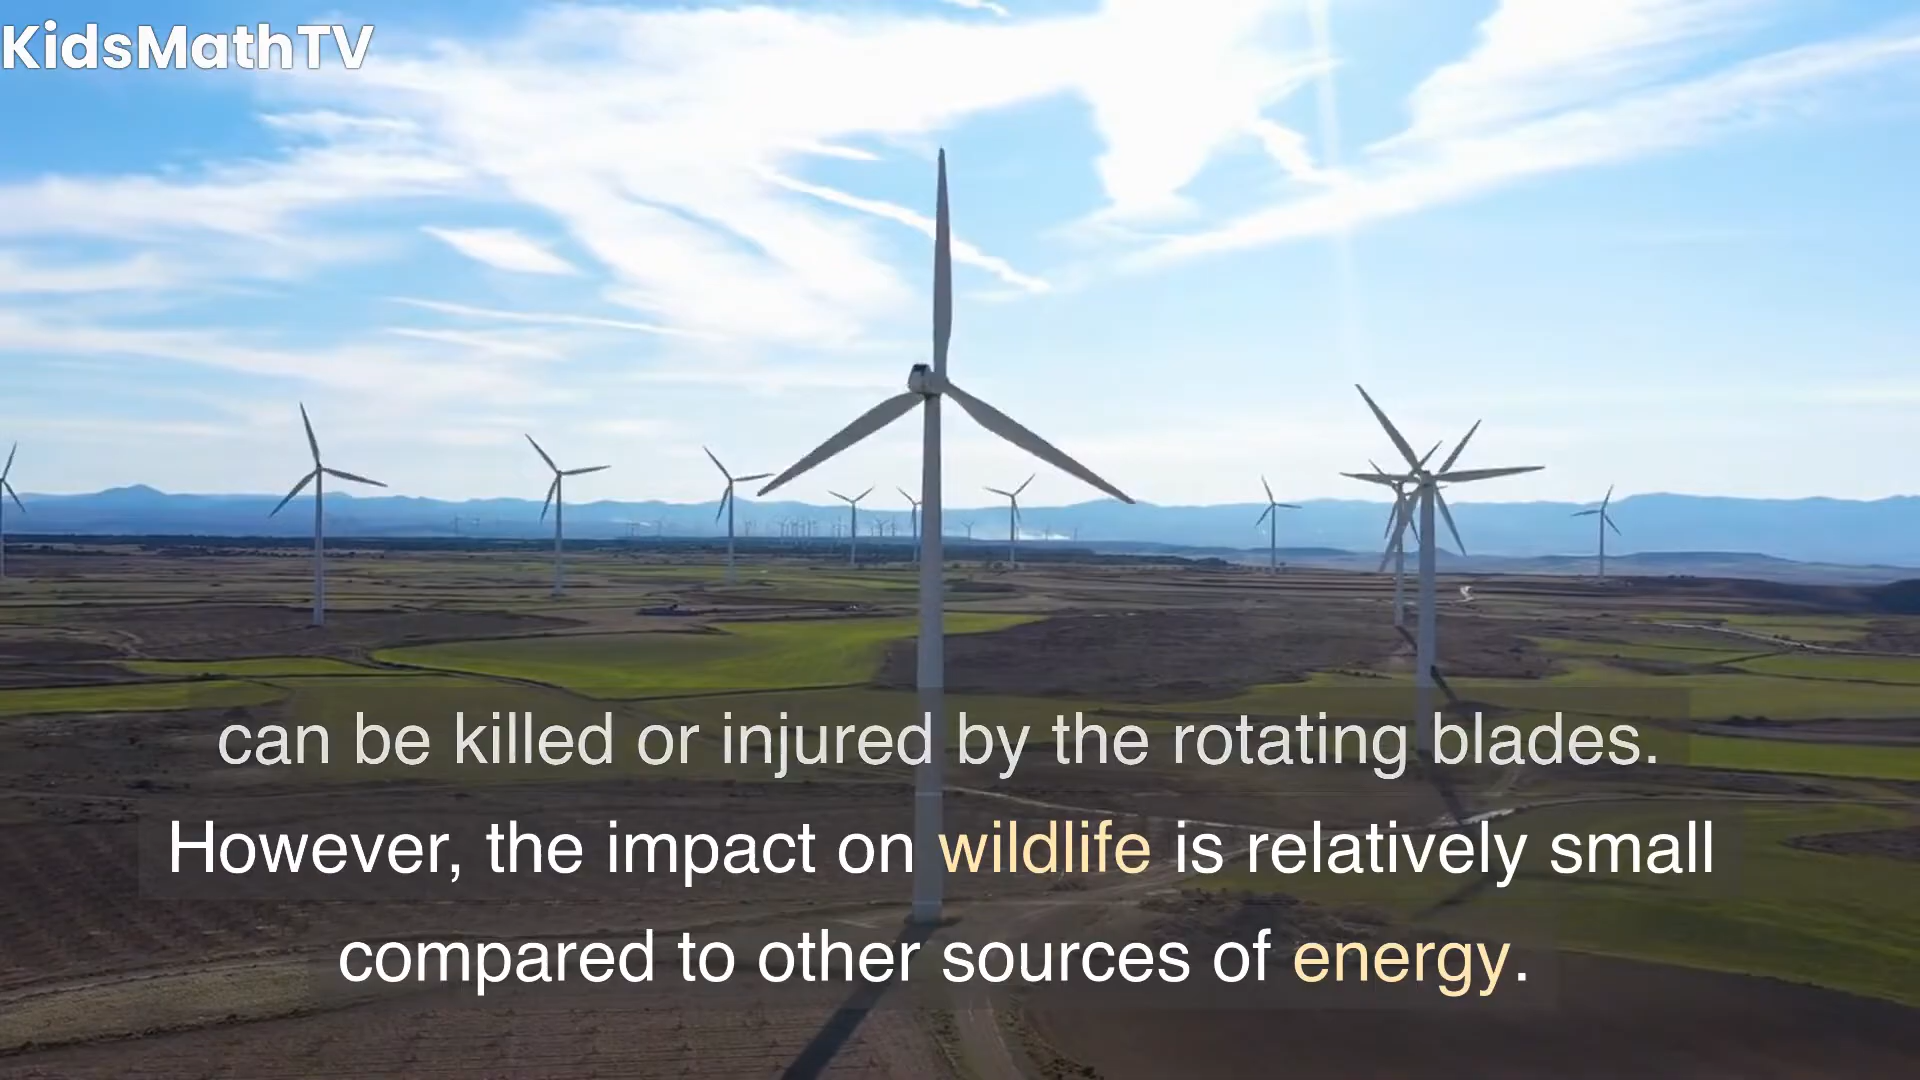 KidsMathTV
can be killed or injured by the rotating blades.
However, the impact on wildlife is relatively small
compared to other sources of energy.